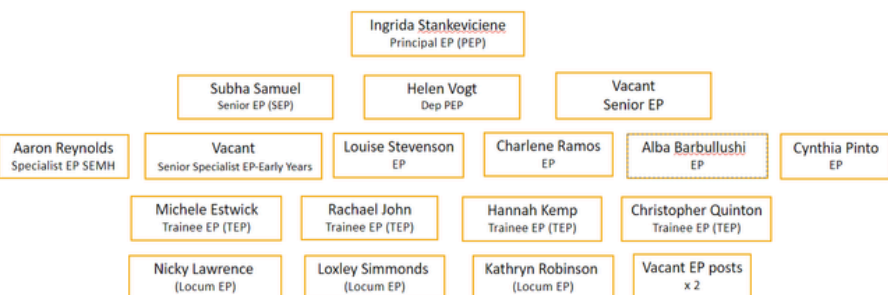 Ingrida Stankeviciene
Principal EP (PEP)
Subha Samuel
Senior EP (SEP)
Helen Vogt
Dep PEP
Vacant
Senior EP
Aaron Reynolds
Specialist EP SEMH
Vacant
Senior Specialist EP-Early Years
Louise Stevenson
EP
Charlene Ramos
EP
Alba Barbullushi
EP
Cynthia Pinto
EP
Michele Estwick
Trainee EP (TEP)
Rachael John
Trainee EP (TEP)
Hannah Kemp
Trainee EP (TEP)
Christopher Quinton
Trainee EP (TEP)
Nicky Lawrence
(Locum EP)
Loxley Simmonds
(Locum EP)
Kathryn Robinson
(Locum EP)
Vacant EP posts
x 2